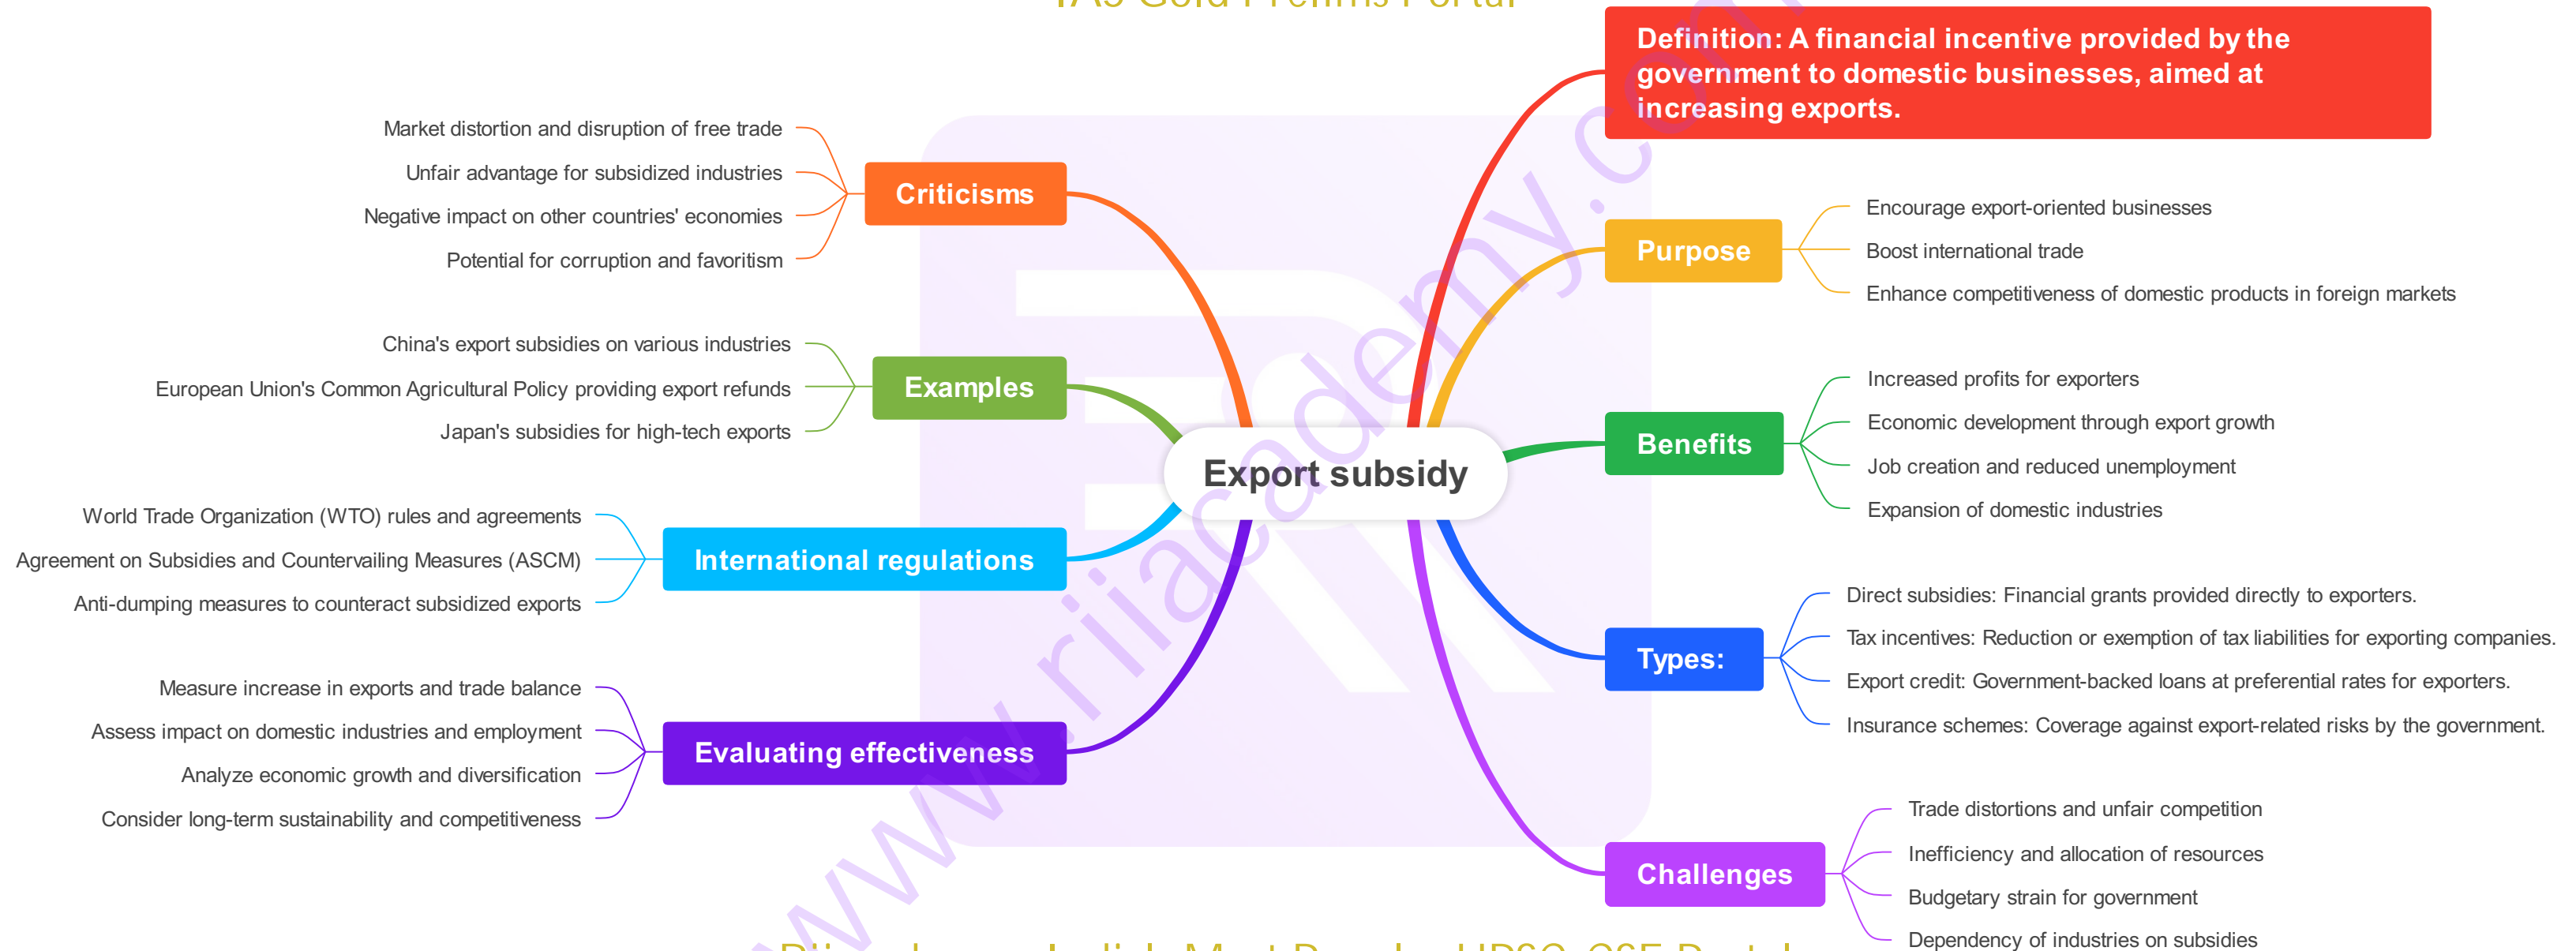 IAS Gold Prelims Portal
Export subsidy
Definition: A financial incentive provided by the
government to domestic businesses, aimed at
increasing exports.
Purpose
Encourage export-oriented businesses
Boost international trade
Enhance competitiveness of domestic products in foreign markets
Benefits
Increased profits for exporters
Economic development through export growth
Job creation and reduced unemployment
Expansion of domestic industries
Types:
Direct subsidies: Financial grants provided directly to exporters.
Tax incentives: Reduction or exemption of tax liabilities for exporting companies.
Export credit: Government-backed loans at preferential rates for exporters.
Insurance schemes: Coverage against export-related risks by the government.
Challenges
Trade distortions and unfair competition
Inefficiency and allocation of resources
Budgetary strain for government
Dependency of industries on subsidies
Criticisms
Market distortion and disruption of free trade
Unfair advantage for subsidized industries
Negative impact on other countries' economies
Potential for corruption and favoritism
Examples
China's export subsidies on various industries
European Union's Common Agricultural Policy providing export refunds
Japan's subsidies for high-tech exports
International regulations
World Trade Organization (WTO) rules and agreements
Agreement on Subsidies and Countervailing Measures (ASCM)
Anti-dumping measures to counteract subsidized exports
Evaluating effectiveness
Measure increase in exports and trade balance
Assess impact on domestic industries and employment
Analyze economic growth and diversification
Consider long-term sustainability and competitiveness
www.riiacademy.com